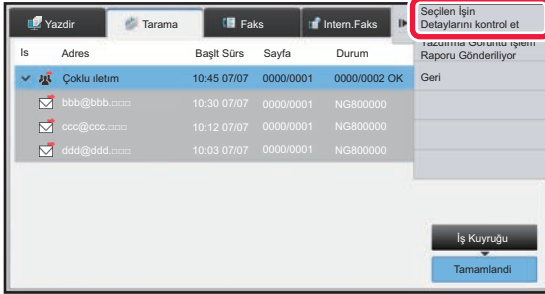 Yazdir
Tarama
Faks
Intern.Faks
Seçilen İşin
Detaylarını kontrol et
Yazdırma Görüntü İşlem
Raporu Gönderiliyor
Geri
Is Adres Başlt Sürs Sayfa Durum
Çoklu ıletım 10:45 07/07 0000/0001 0000/0002 OK
bbb@bbb.□□□ 10:30 07/07 0000/0001 NG800000
ccc@ccc.□□□ 10:12 07/07 0000/0001 NG800000
ddd@ddd.□□□ 10:03 07/07 0000/0001 NG800000
İş Kuyruğu
Tamamlandi